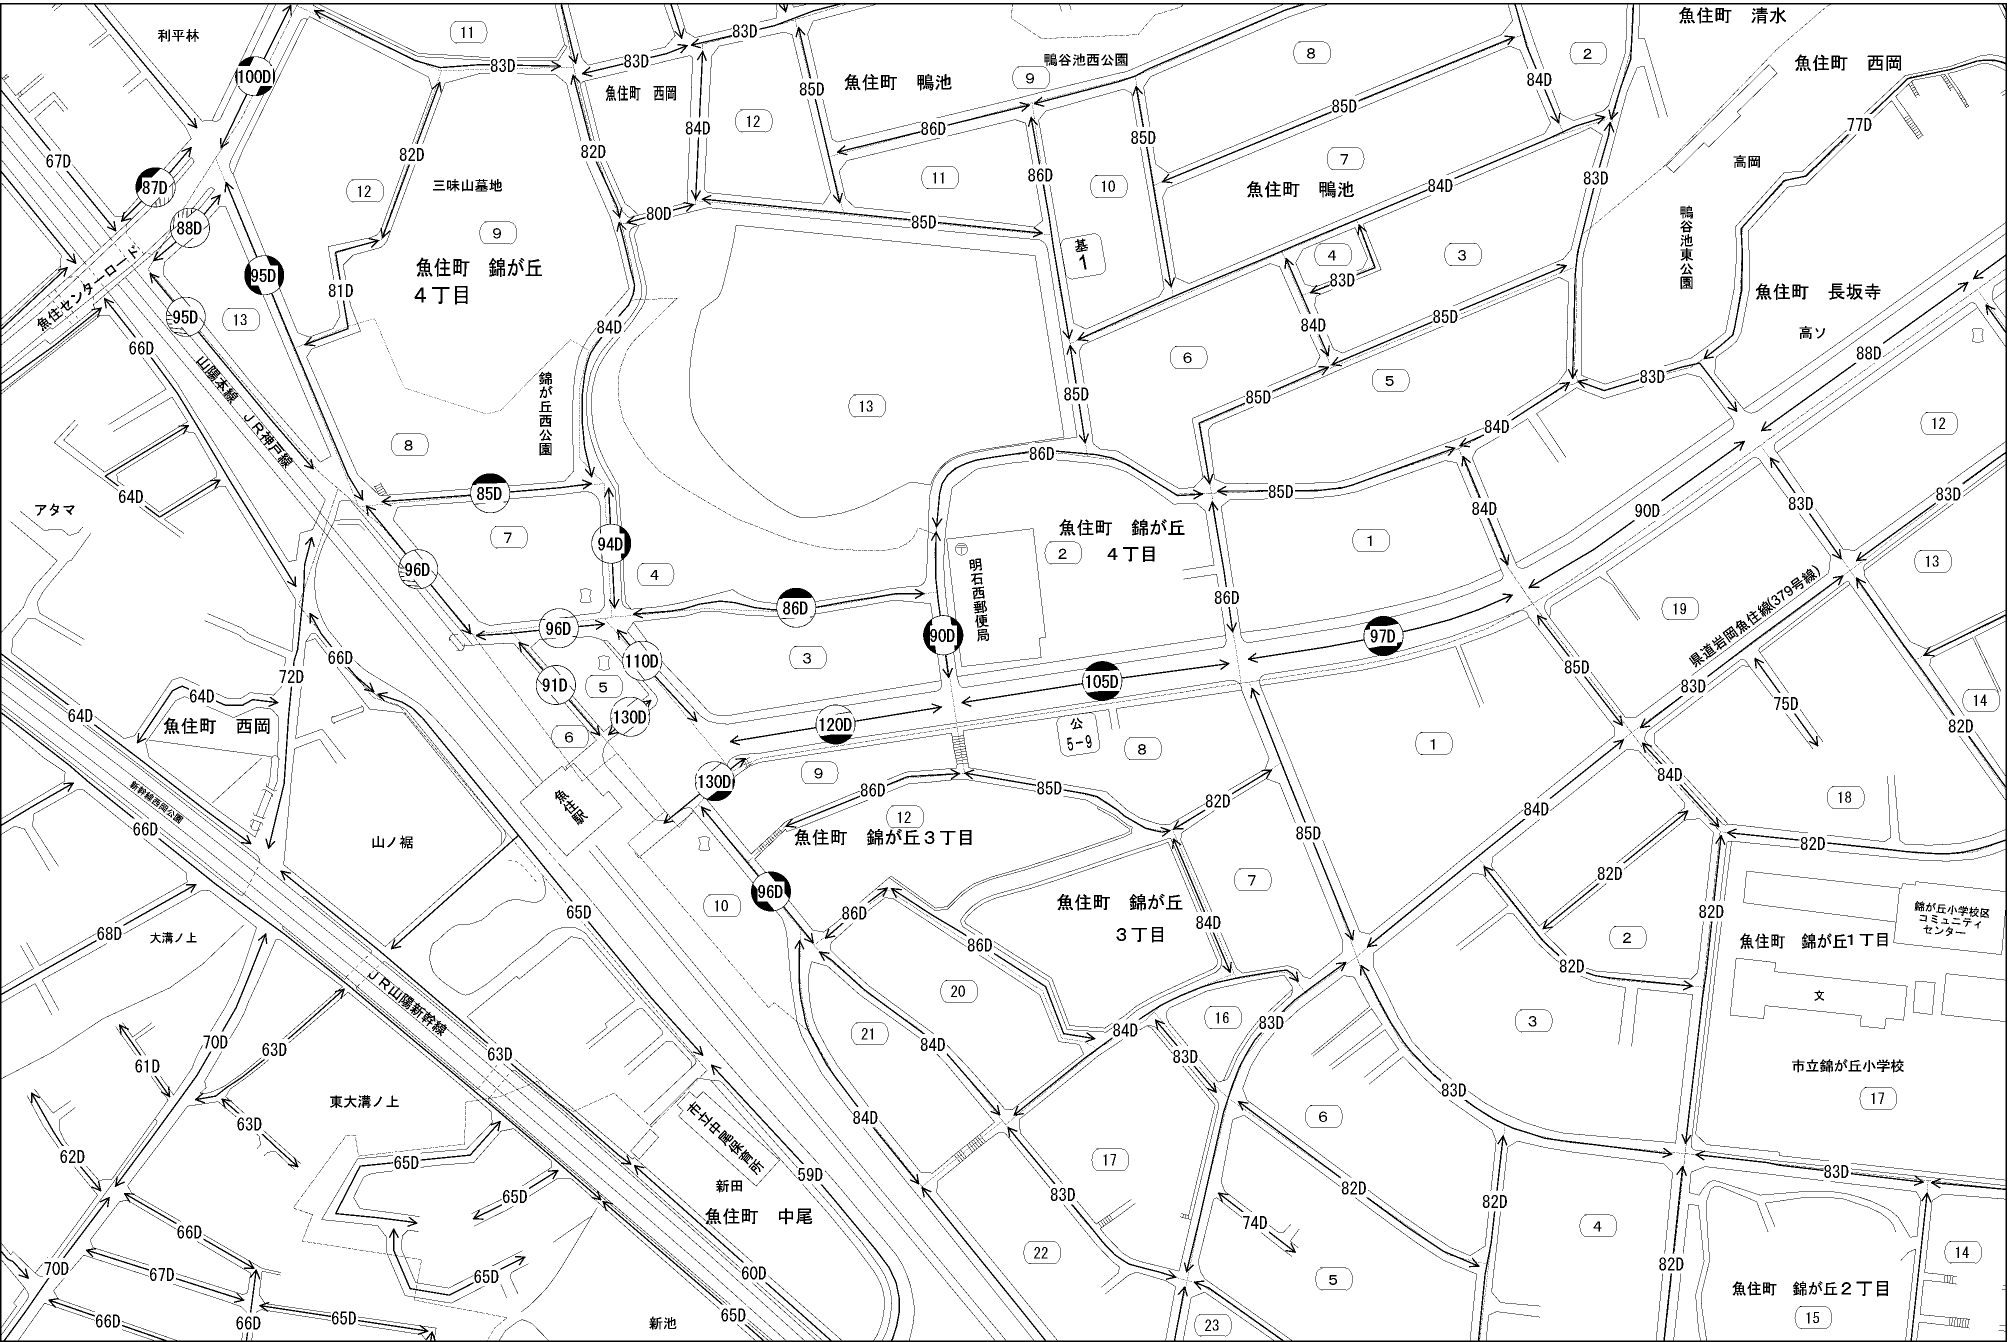 利平林
11
83D
83D
83D
100D
魚住町　西岡
85D
魚住町　鴨池
鴨谷池西公園
9
8
2
魚住町　清水
魚住町　西岡
84D
85D
77D
67D
87D
88D
82D
12
三味山墓地
82D
84D
12
86D
11
86D
85D
10
7
魚住町　鴨池
84D
83D
高岡
80D
85D
9
魚住町　錦が丘
４丁目
95D
81D
13
魚住センターロード
95D
基
1
4
83D
3
鴨谷池東公園
魚住町　長坂寺
高ソ
66D
84D
84D
85D
88D
6
85D
5
83D
山陽本線　ＪＲ神戸線
錦が丘西公園
8
13
85D
85D
84D
12
86D
85D
85D
64D
アタマ
84D
90D
83D
83D
7
94D
96D
4
86D
魚住町　錦が丘
４丁目
2
明石西郵便局
1
86D
13
19
県道岩岡魚住線(379号線)
96D
110D
90D
97D
3
66D
72D
91D
5
130D
105D
120D
85D
83D
75D
14
82D
64D
64D
魚住町　西岡
6
公
5-9
8
1
130D
9
84D
新幹線西岡公園
66D
魚住駅
86D
85D
82D
12
魚住町　錦が丘３丁目
85D
84D
18
82D
山ノ裾
82D
7
10
96D
65D
86D
魚住町　錦が丘
３丁目
84D
82D
錦が丘小学校区
コミュニティ
センター
68D
大溝ノ上
86D
2
魚住町　錦が丘1丁目
82D
ＪＲ山陽新幹線
20
文
16
83D
3
70D
63D
63D
21
84D
84D
83D
61D
83D
市立錦が丘小学校
17
東大溝ノ上
63D
84D
6
市立中尾保育所
62D
65D
59D
17
83D
新田
65D
83D
82D
82D
魚住町　中尾
74D
4
66D
22
14
70D
67D
65D
60D
5
82D
魚住町　錦が丘２丁目
15
66D
66D
65D
65D
新池
23